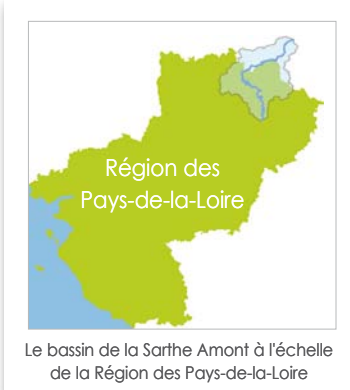 Région des
Pays-de-la-Loire
Le bassin de la Sarthe Amont à l'échelle
de la Région des Pays-de-la-Loire